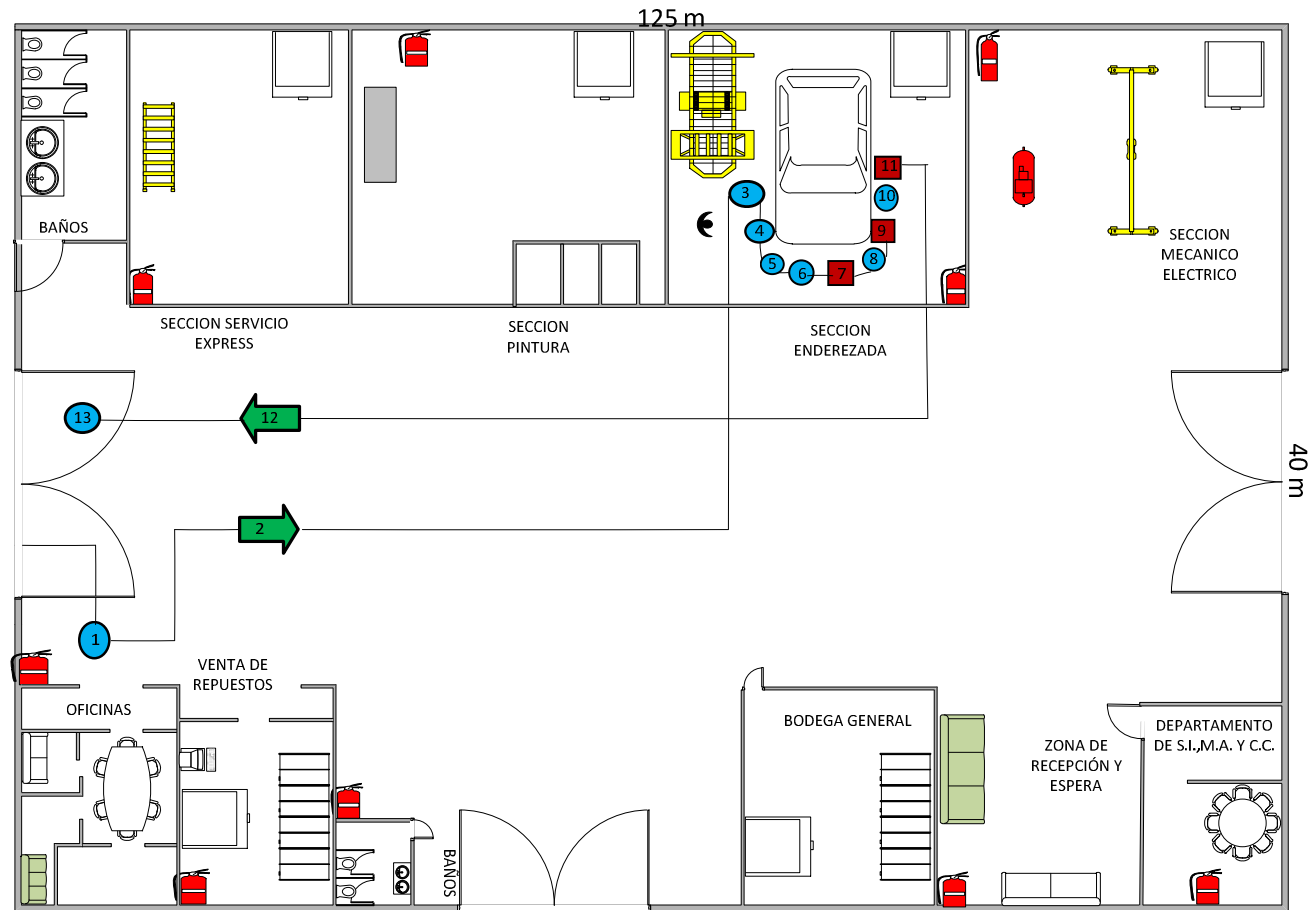 125 m
3
11
10
4
9
5
6
7
8
BAÑOS
SECCION
MECANICO
ELECTRICO
SECCION SERVICIO
EXPRESS
SECCION
PINTURA
SECCION
ENDEREZADA
13
12
40 m
2
1
VENTA DE
REPUESTOS
OFICINAS
BODEGA GENERAL
ZONA DE
RECEPCIÓN Y
ESPERA
DEPARTAMENTO
DE S.I.,M.A. Y C.C.
BAÑOS